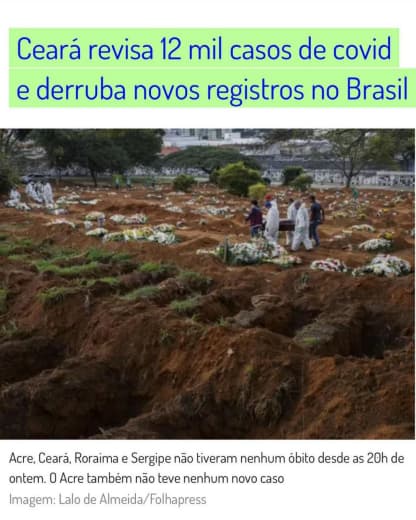 Ceará revisa 12 mil casos de covid
e derruba novos registros no Brasil
Acre, Ceará, Roraima e Sergipe não tiveram nenhum óbito desde as 20h de
ontem. O Acre também não teve nenhum novo caso
Imagem: Lalo de Almeida/Folhapress